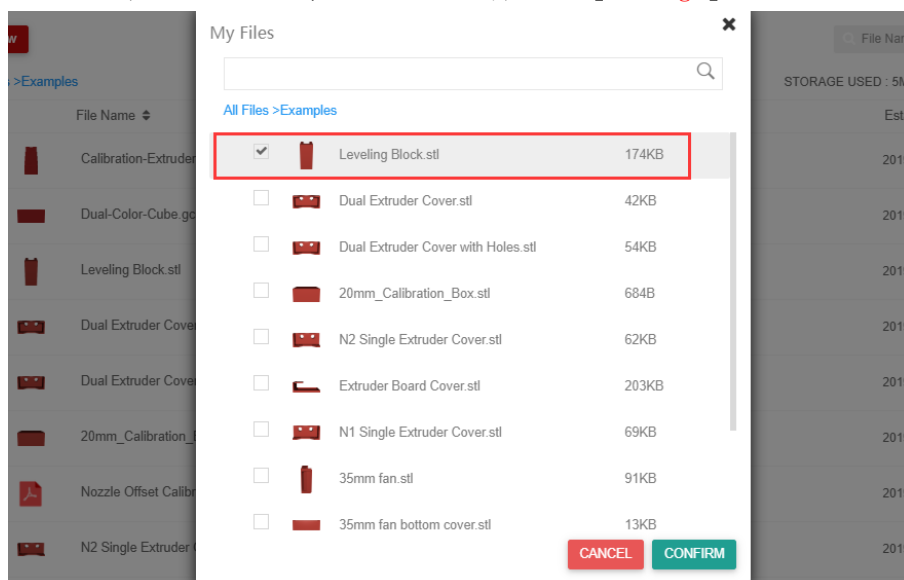 My Files
All Files >Examples
Leveling Block.stl 174KB
Dual Extruder Cover.stl 42KB
Dual Extruder Cover with Holes.stl 54KB
20mm_Calibration_Box.stl 684B
N2 Single Extruder Cover.stl 62KB
Extruder Board Cover.stl 203KB
N1 Single Extruder Cover.stl 69KB
35mm fan.stl 91KB
35mm fan bottom cover.stl 13KB
CANCEL CONFIRM
>Examples
File Name
Calibration-Extruder
Dual-Color-Cube.gc
Leveling Block.stl
Dual Extruder Cove
Dual Extruder Cove
20mm_Calibration_
Nozzle Offset Calibr
N2 Single Extruder
File Nar
STORAGE USED : 5M
Est
201
201
201
201
201
201
201
201